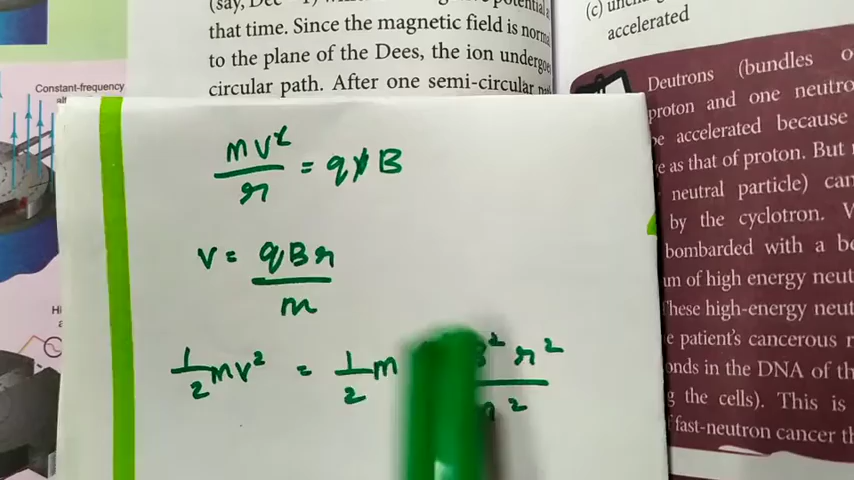 that time. Since the magnetic field is norm
to the plane of the Dees, the ion undergoe
circular path. After one semi-circular
(c)
accelerated
Constant-frequency
Deutrons (bundles o
proton and one neutro
be accelerated because
e as that of proton. But
neutral particle) can
by the cyclotron.
bombarded with a be
um of high energy neut
These high-energy neut
e patient's cancerous
onds in the DNA of th
g the cells). This is
fast-neutron cancer th
mv²/r = qvB
v = qBr/m
1/2 mv² = 1/2 m B² r² / ²